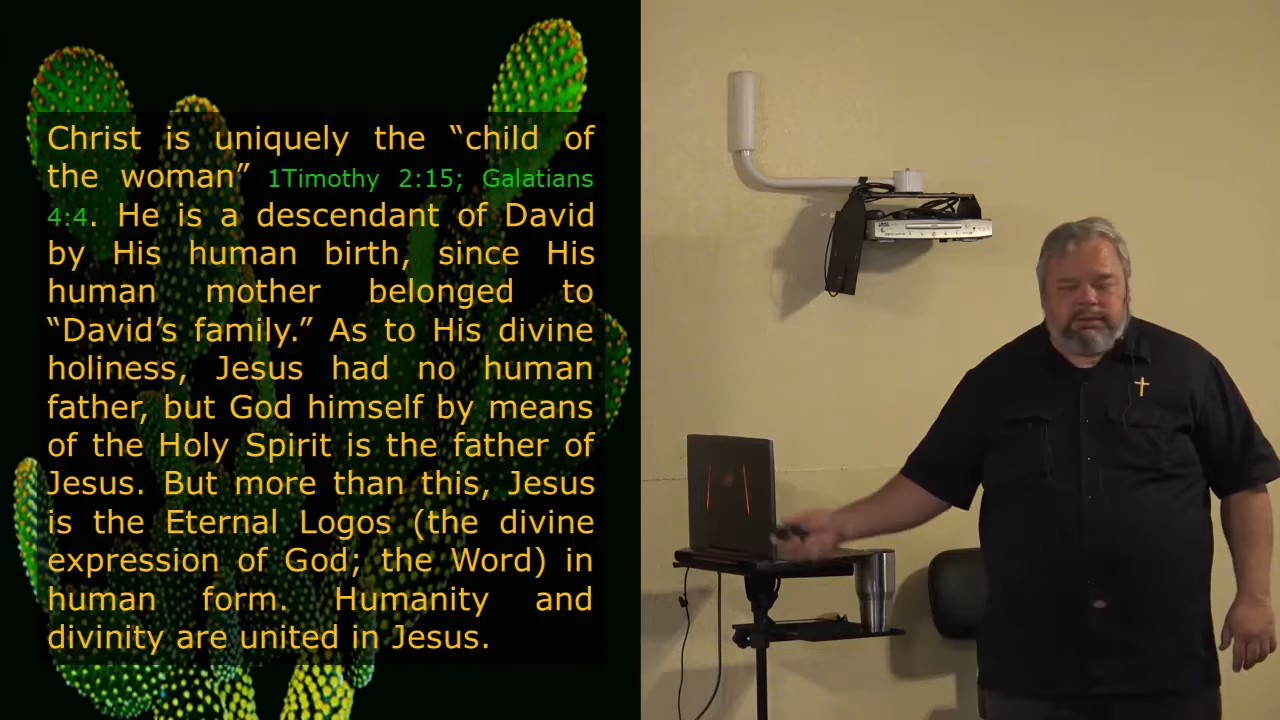 Christ is uniquely the “child of
the woman” 1Timothy 2:15; Galatians
4:4. He is a descendant of David
by His human birth, since His
human mother belonged to
“David’s family.” As to His divine
holiness, Jesus had no human
father, but God himself by means
of the Holy Spirit is the father of
Jesus. But more than this, Jesus
is the Eternal Logos (the divine
expression of God; the Word) in
human form. Humanity and
divinity are united in Jesus.